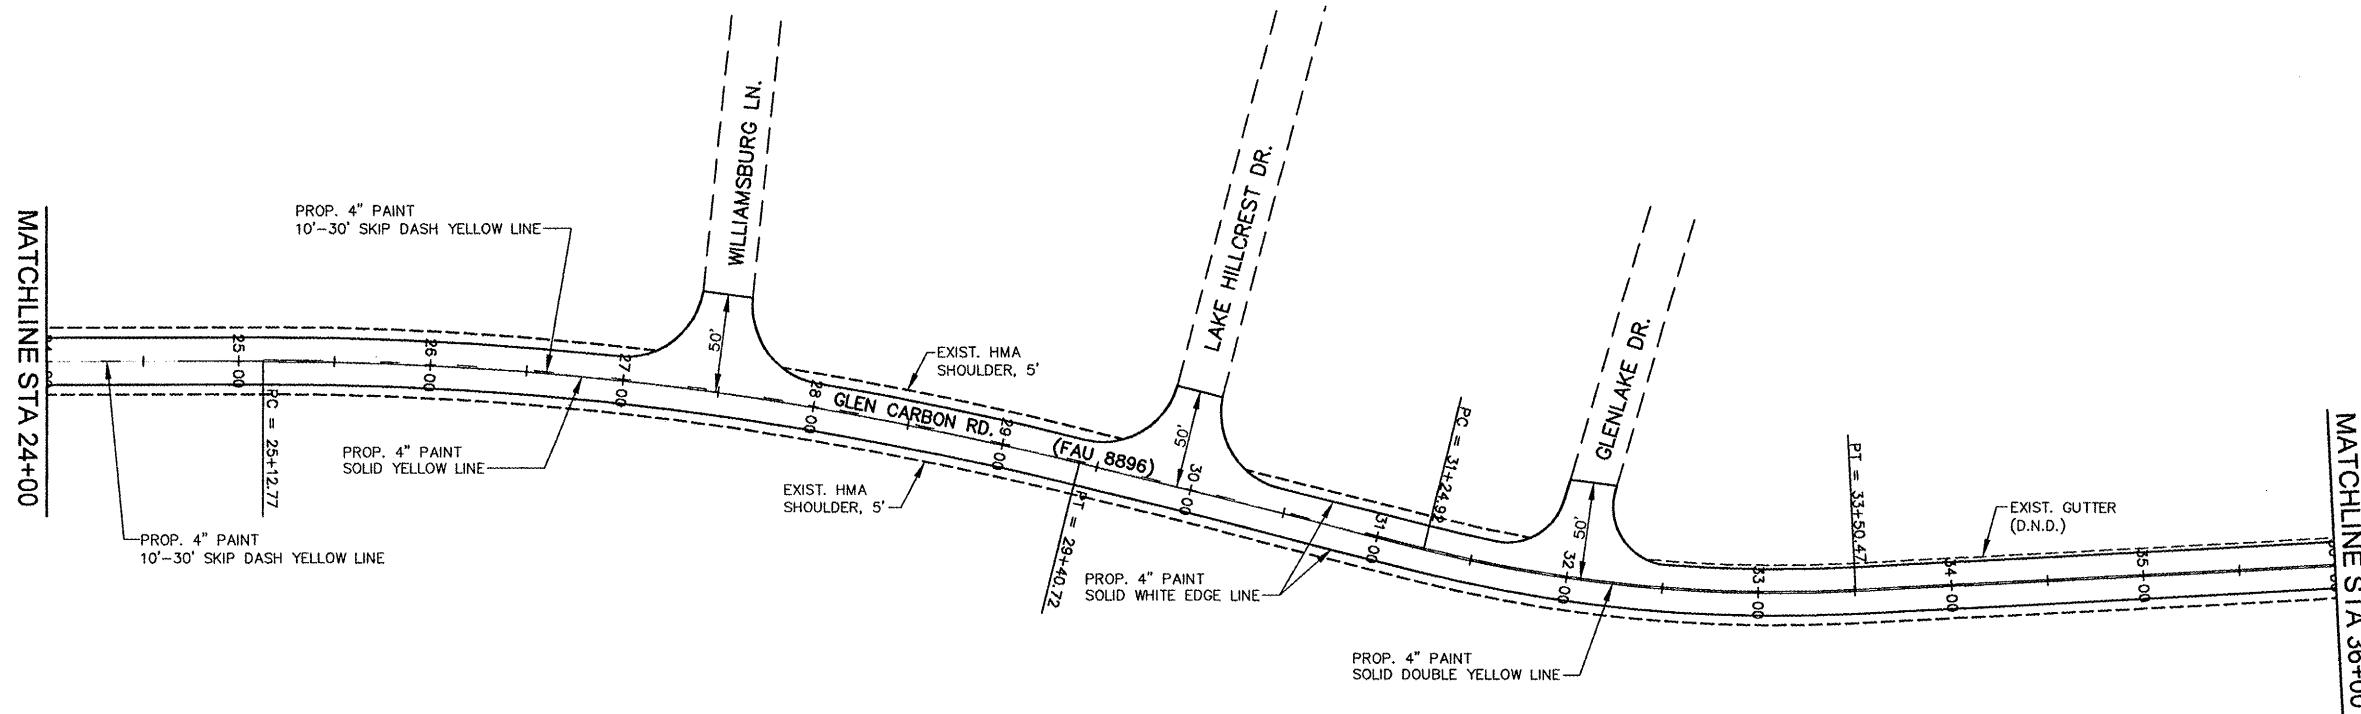 MATCHLINE STA 24+00
PROP. 4" PAINT
10'-30' SKIP DASH YELLOW LINE
PROP. 4" PAINT
10'-30' SKIP DASH YELLOW LINE
25+00
PC = 25+12.77
26+00
PROP. 4" PAINT
SOLID YELLOW LINE
27+00
WILLIAMSBURG LN.
50'
28+00
EXIST. HMA
SHOULDER, 5'
GLEN CARBON RD.
(FAU 8896)
EXIST. HMA
SHOULDER, 5'
29+00
PT = 29+40.72
LAKE HILLCREST DR.
50'
30+00
PROP. 4" PAINT
SOLID WHITE EDGE LINE
31+00
PC = 31+24.92
GLENLAKE DR.
50'
32+00
PROP. 4" PAINT
SOLID DOUBLE YELLOW LINE
33+00
PT = 33+50.47
34+00
EXIST. GUTTER
(D.N.D.)
35+00
MATCHLINE STA 36+00